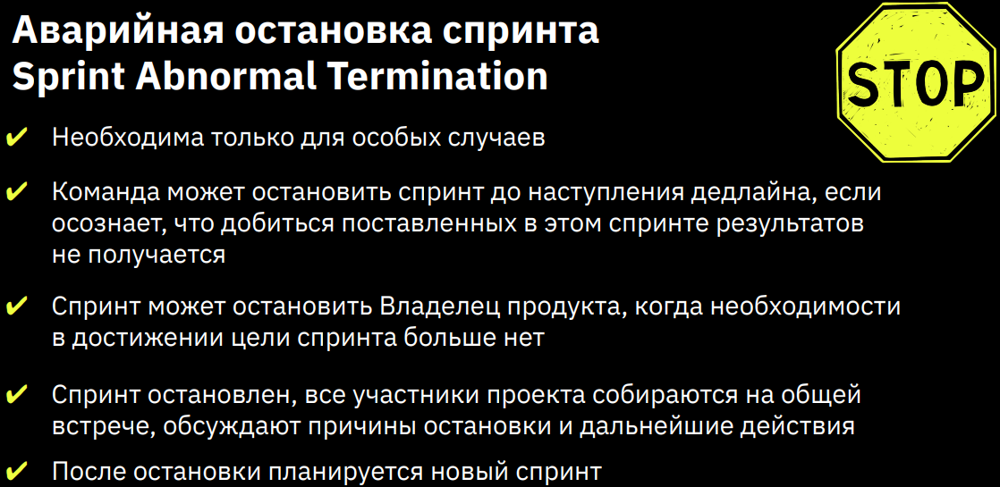 Аварийная остановка спринта
Sprint Abnormal Termination
STOP
✔ Необходима только для особых случаев
✔ Команда может остановить спринт до наступления дедлайна, если
осознает, что добиться поставленных в этом спринте результатов
не получается
✔ Спринт может остановить Владелец продукта, когда необходимости
в достижении цели спринта больше нет
✔ Спринт остановлен, все участники проекта собираются на общей
встрече, обсуждают причины остановки и дальнейшие действия
✔ После остановки планируется новый спринт